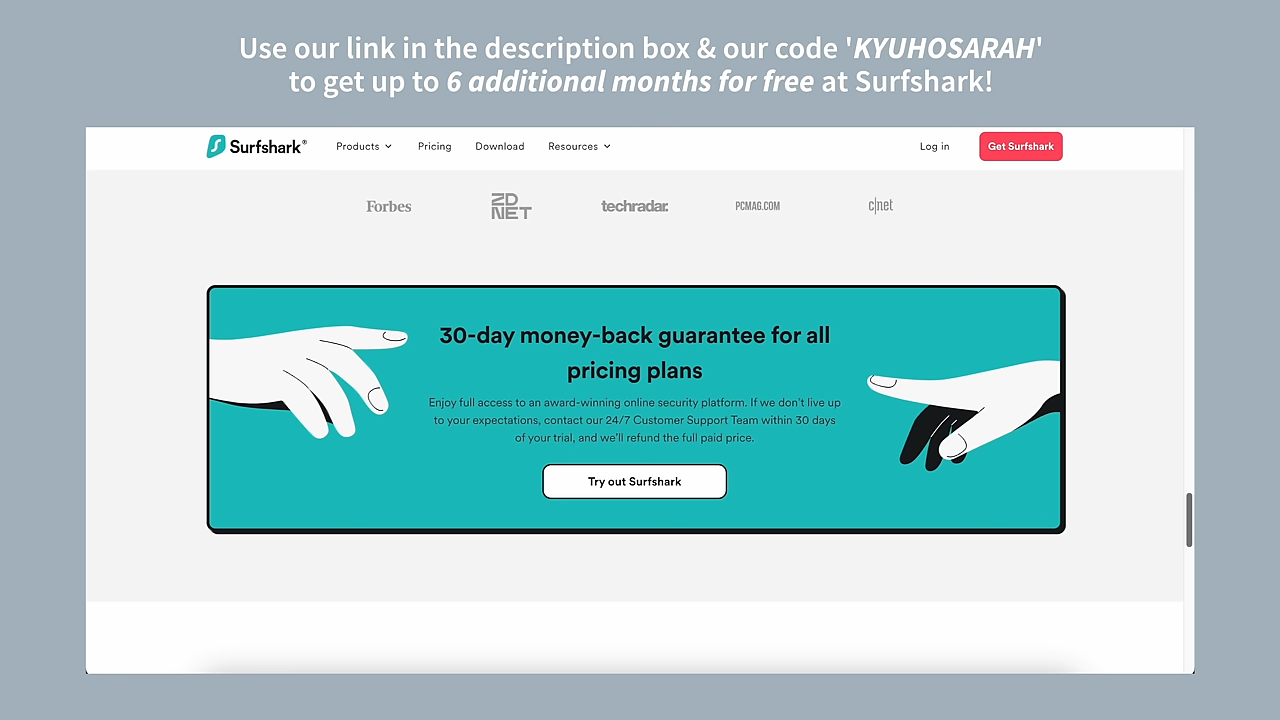 Use our link in the description box & our code 'KYUHOSARAH'
to get up to 6 additional months for free at Surfshark!
Surfshark®
Products
Pricing
Download
Resources
Log in
Get Surfshark
Forbes
ZDNET
techradar.
PCMAG.COM
c|net
30-day money-back guarantee for all
pricing plans
Enjoy full access to an award-winning online security platform. If we don't live up
to your expectations, contact our 24/7 Customer Support Team within 30 days
of your trial, and we'll refund the full paid price.
Try out Surfshark